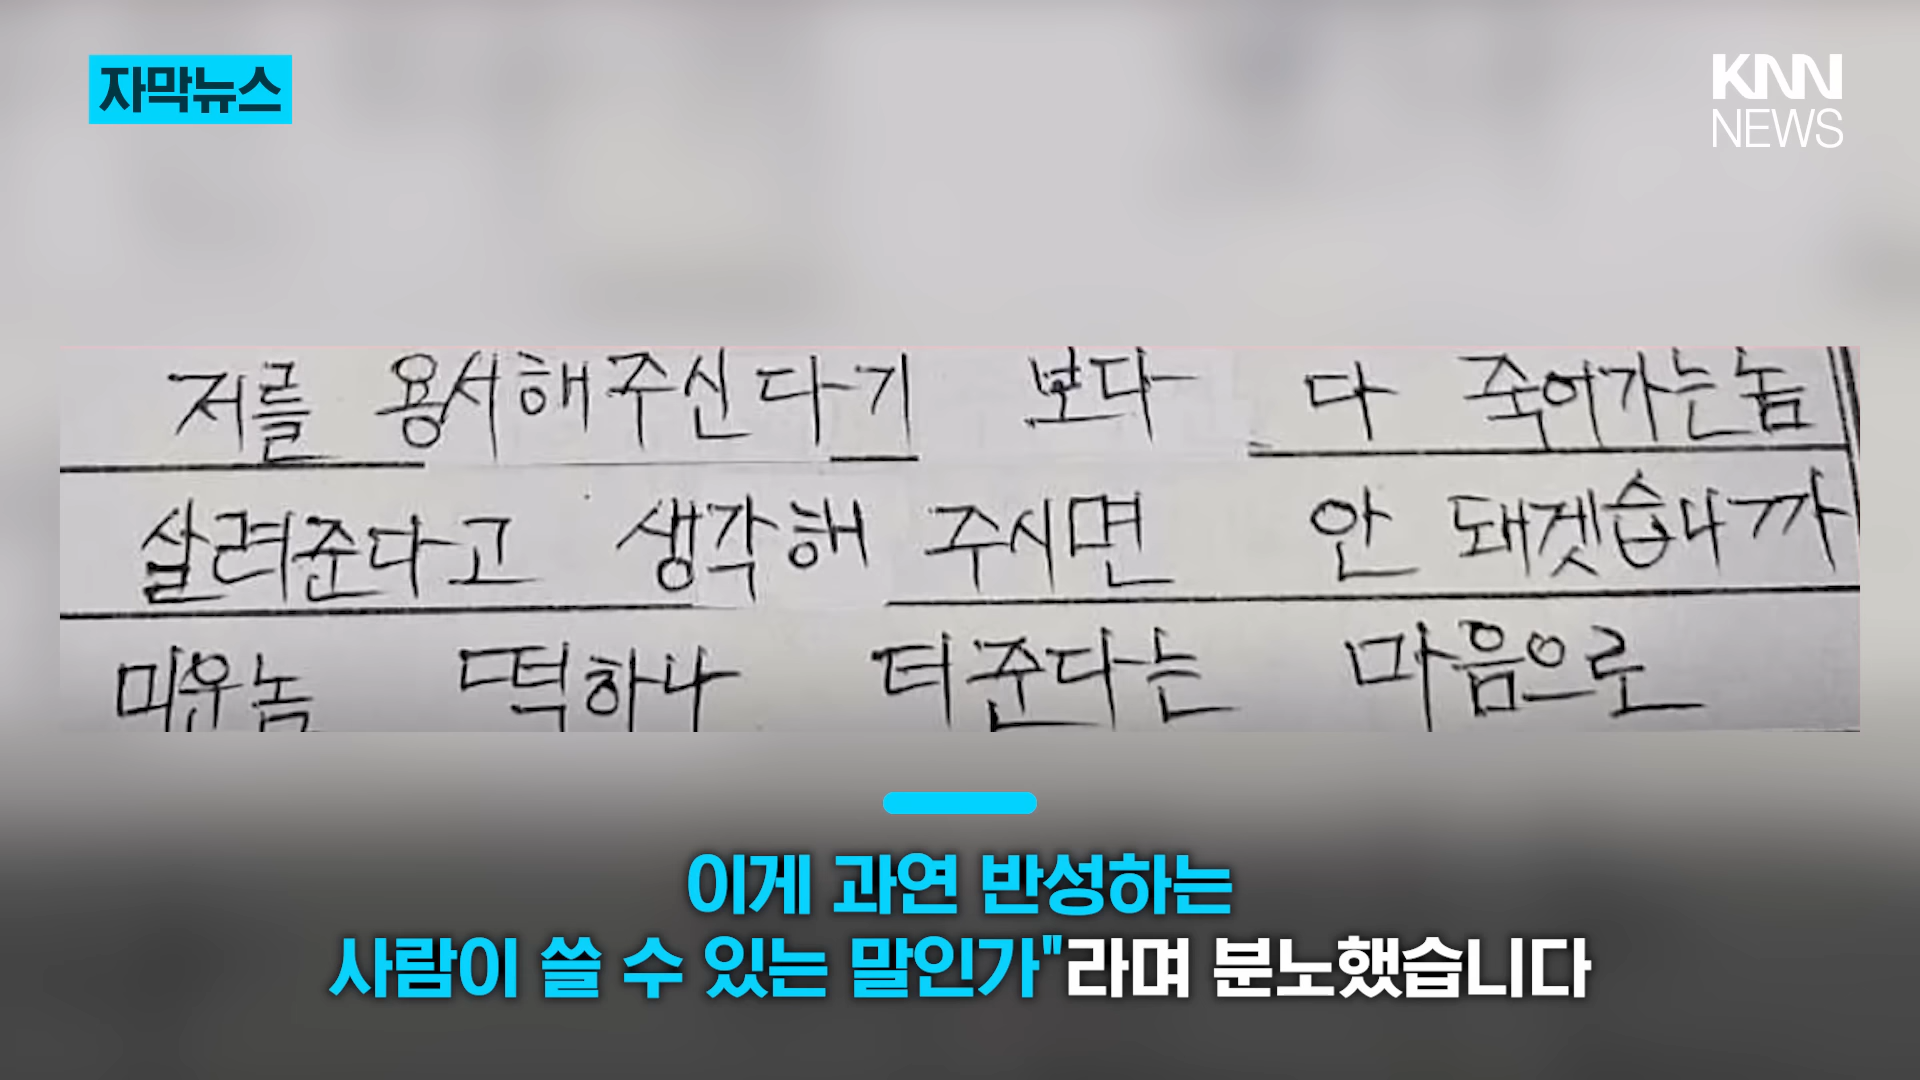 자막뉴스
KNN
NEWS
저를 용서해주신다기 보다 다 죽어가는놈
살려준다고 생각해 주시면 안 돼겟습니까
미유놈 떡하나 더준다는 마음으로
이게 과연 반성하는
사람이 쓸 수 있는 말인가"라며 분노했습니다